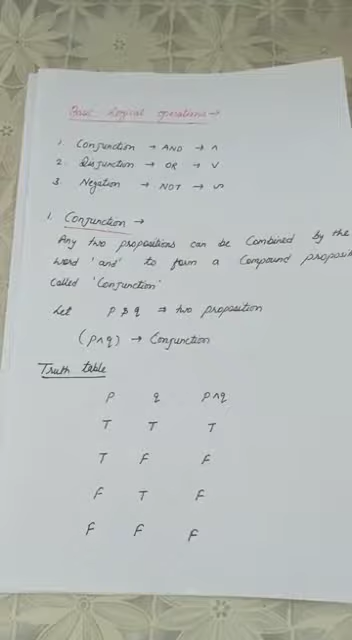 Basic Logical operations →
1. Conjunction → AND → ∧
2. Disjunction → OR → ∨
3. Negation → NOT → ∽
1. Conjunction →
Any two propositions can be Combined by the
word 'and' to form a Compound proposi
Called 'Conjunction'
Let p & q ⇒ two proposition
(p∧q) → Conjunction
Truth table
p q p∧q
T T T
T F F
F T F
F F F